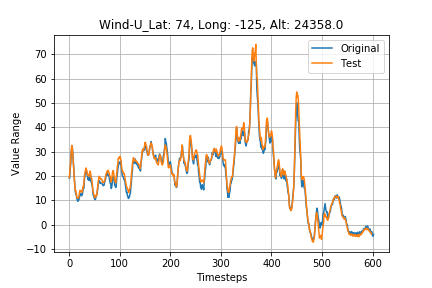 Wind-U_Lat: 74, Long: -125, Alt: 24358.0
Original
Test
Value Range
70
60
50
40
30
20
10
0
−10
0 100 200 300 400 500 600
Timesteps